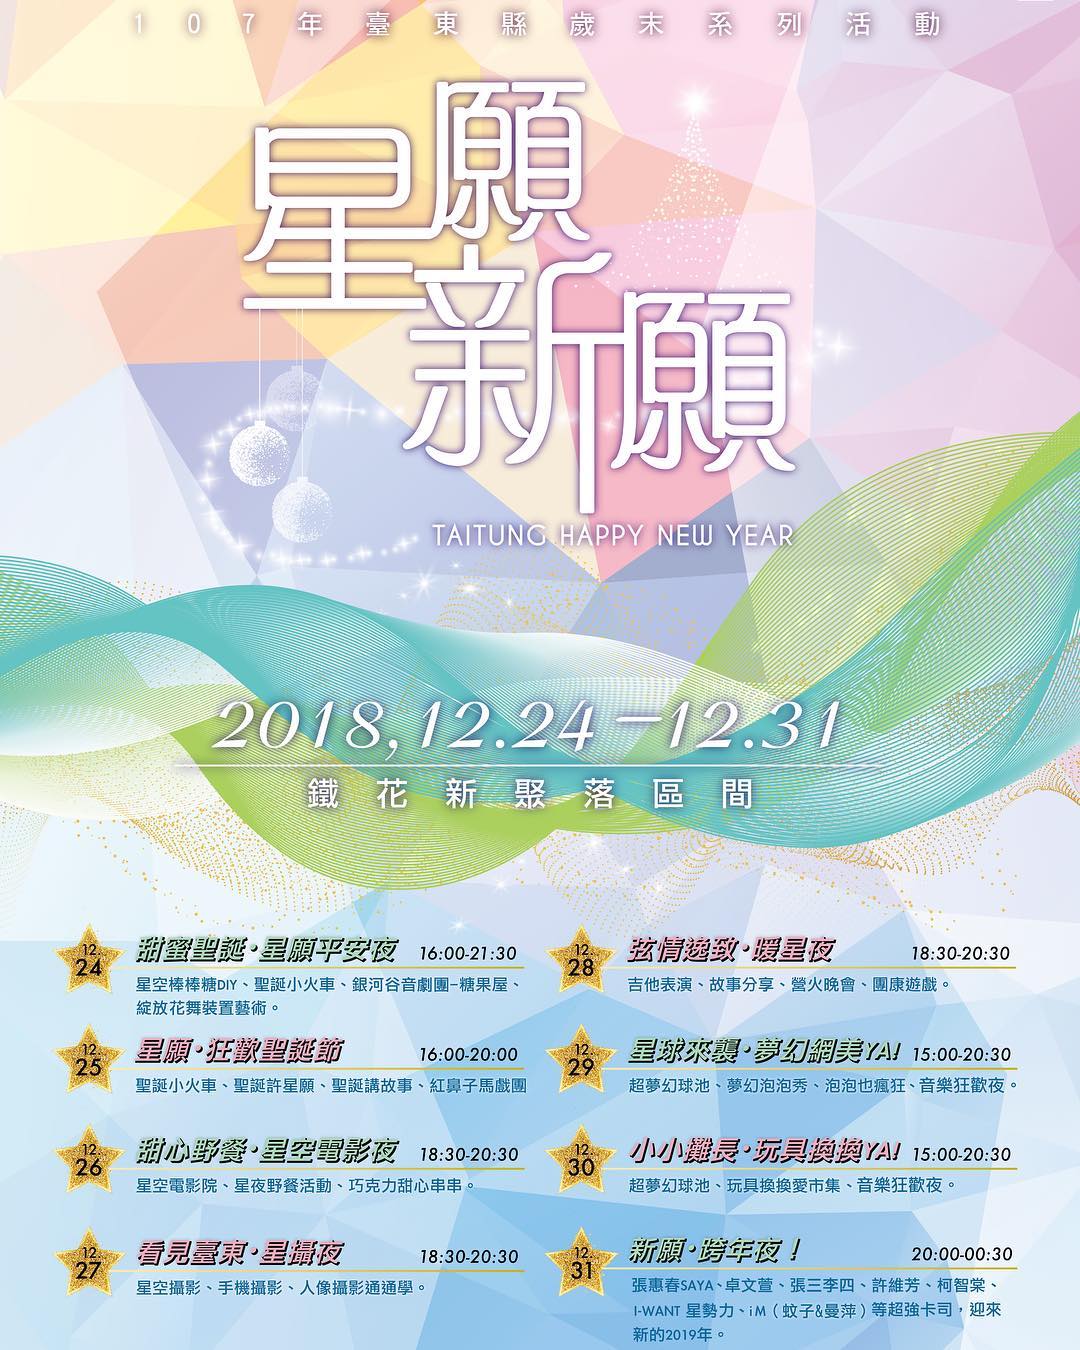 107年臺東縣歲末系列活動
星願
新願
TAITUNG HAPPY NEW YEAR
2018,12.24－12.31
鐵花新聚落區間
12.24 甜蜜聖誕・星願平安夜 16:00-21:30
星空棒棒糖DIY、聖誕小火車、銀河谷音劇團-糖果屋、
綻放花舞裝置藝術。
12.25 星願・狂歡聖誕節 16:00-20:00
聖誕小火車、聖誕許星願、聖誕講故事、紅鼻子馬戲團
12.26 甜心野餐・星空電影夜 18:30-20:30
星空電影院、星夜野餐活動、巧克力甜心串串。
12.27 看見臺東・星攝夜 18:30-20:30
星空攝影、手機攝影、人像攝影通通學。
12.28 弦情逸致・暖星夜 18:30-20:30
吉他表演、故事分享、營火晚會、團康遊戲。
12.29 星球來襲・夢幻網美YA! 15:00-20:30
超夢幻球池、夢幻泡泡秀、泡泡也瘋狂、音樂狂歡夜。
12.30 小小攤長・玩具換換YA! 15:00-20:30
超夢幻球池、玩具換換愛市集、音樂狂歡夜。
12.31 新願・跨年夜！ 20:00-00:30
張惠春SAYA、卓文萱、張三李四、許維芳、柯智棠、
I-WANT 星勢力、iM（蚊子&曼萍）等超強卡司，迎來
新的2019年。